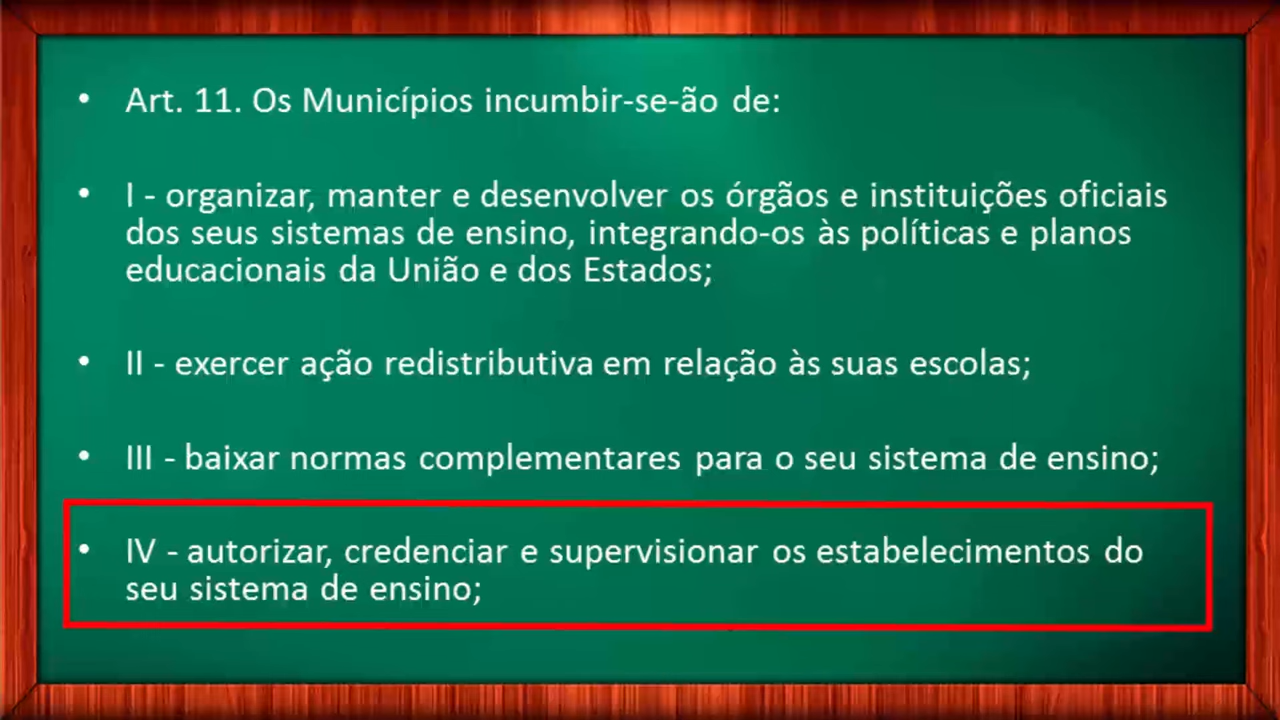 • Art. 11. Os Municípios incumbir-se-ão de:
• I - organizar, manter e desenvolver os órgãos e instituições oficiais
dos seus sistemas de ensino, integrando-os às políticas e planos
educacionais da União e dos Estados;
• II - exercer ação redistributiva em relação às suas escolas;
• III - baixar normas complementares para o seu sistema de ensino;
• IV - autorizar, credenciar e supervisionar os estabelecimentos do
seu sistema de ensino;